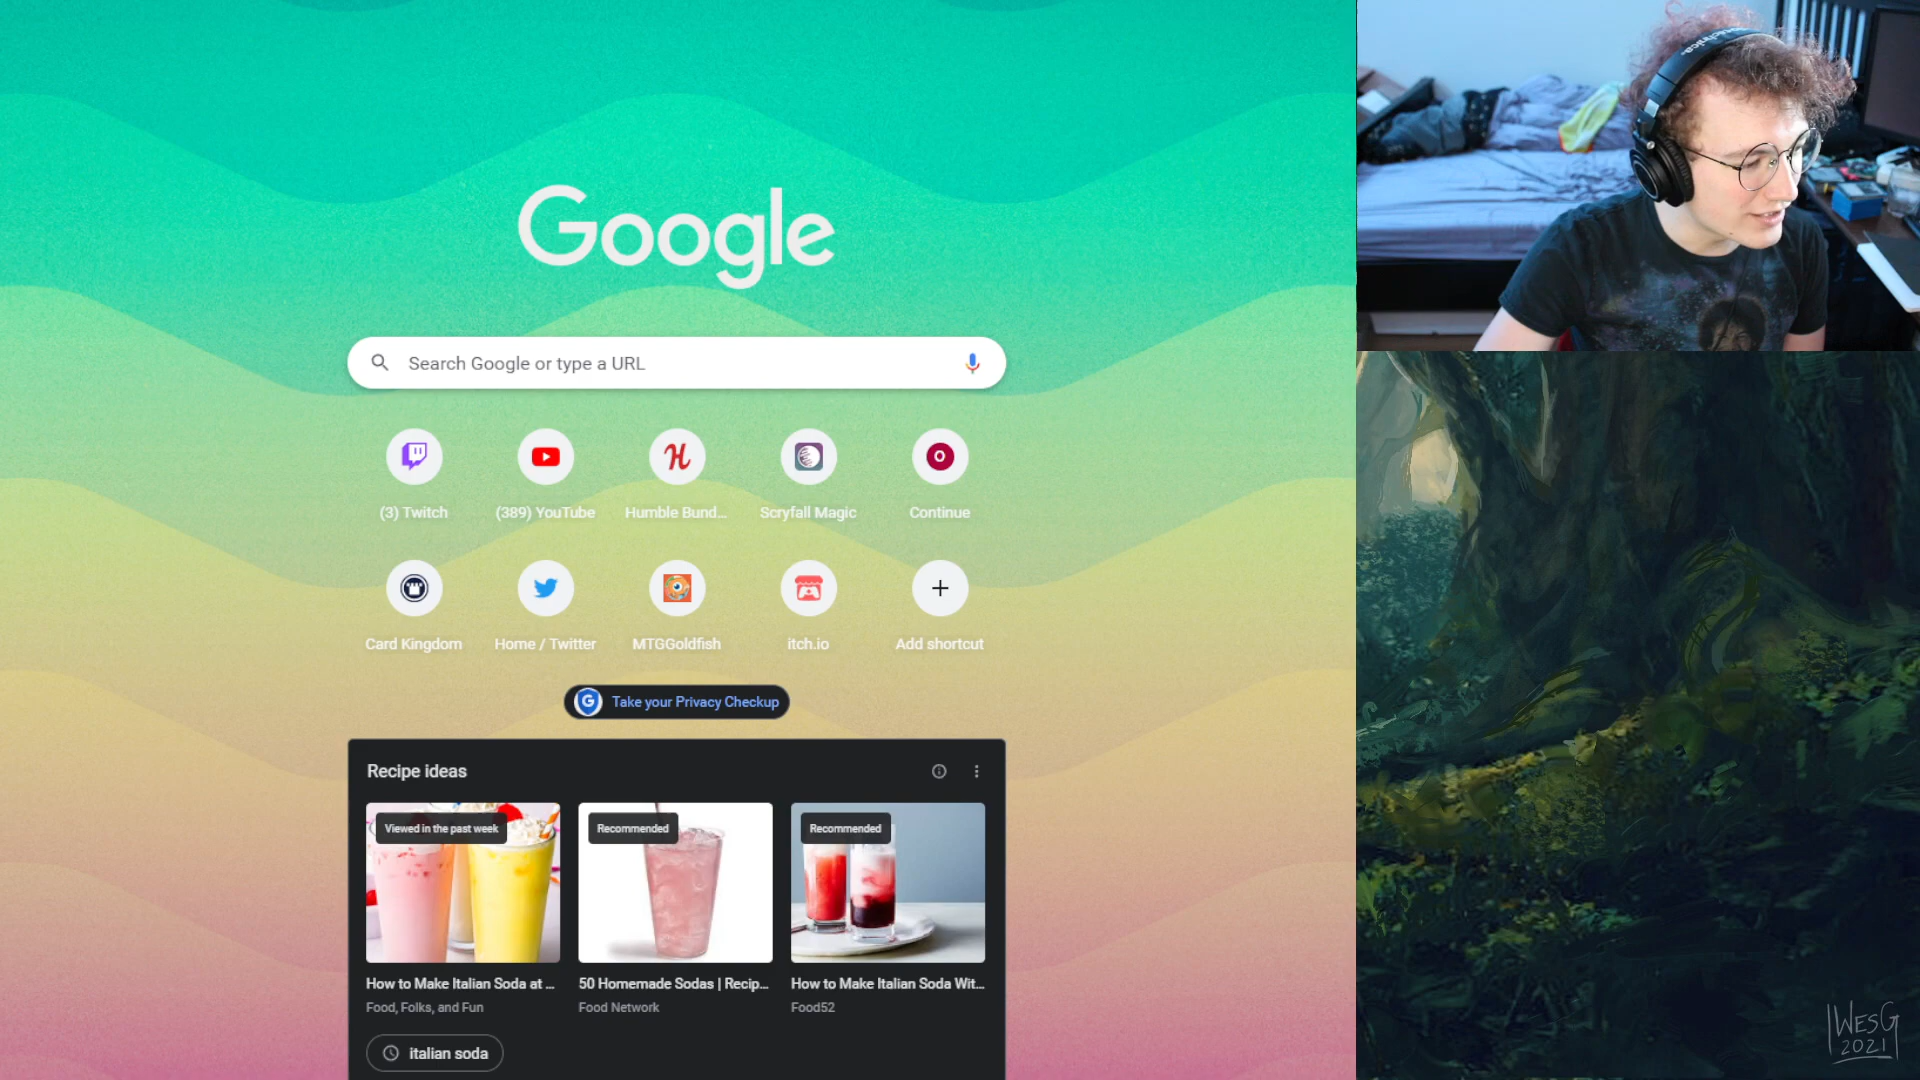 Google
Search Google or type a URL
(3) Twitch
(389) YouTube
Humble Bund...
Scryfall Magic
O
Continue
Card Kingdom
Home / Twitter
MTGGoldfish
itch.io
Add shortcut
G Take your Privacy Checkup
Recipe ideas
Viewed in the past week
Recommended
Recommended
How to Make Italian Soda at ...
50 Homemade Sodas | Recip...
How to Make Italian Soda Wit...
Food, Folks, and Fun
Food Network
Food52
italian soda
audio-technica
WESG
2021